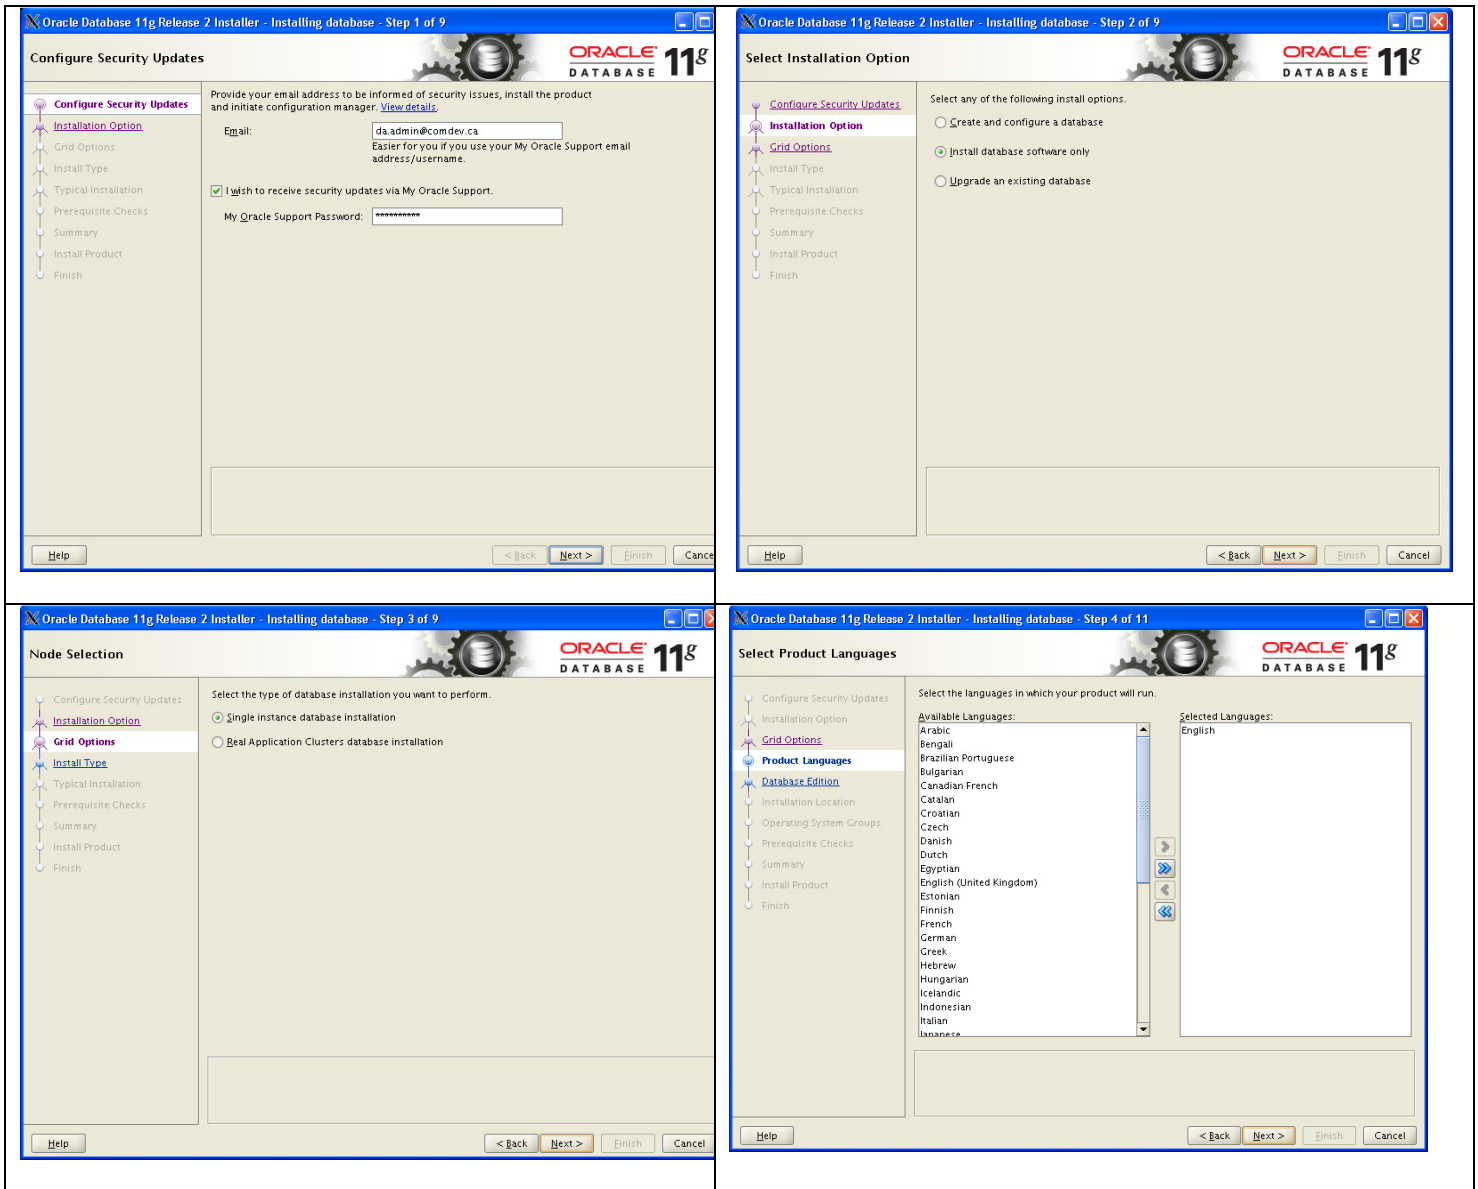 Oracle Database 11g Release 2 Installer - Installing database - Step 1 of 9
Configure Security Updates
ORACLE 11g
DATABASE
Configure Security Updates
Installation Option
Grid Options
Install Type
Typical Installation
Prerequisite Checks
Summary
Install Product
Finish
Provide your email address to be informed of security issues, install the product
and initiate configuration manager. View details.
Email: da.admin@comdev.ca
Easier for you if you use your My Oracle Support email
address/username.
I wish to receive security updates via My Oracle Support.
My Oracle Support Password: **********
Help < Back Next > Finish Cance
Oracle Database 11g Release 2 Installer - Installing database - Step 2 of 9
Select Installation Option
ORACLE 11g
DATABASE
Configure Security Updates
Installation Option
Grid Options
Install Type
Typical Installation
Prerequisite Checks
Summary
Install Product
Finish
Select any of the following install options.
Create and configure a database
Install database software only
Upgrade an existing database
Help < Back Next > Finish Cancel
Oracle Database 11g Release 2 Installer - Installing database - Step 3 of 9
Node Selection
ORACLE 11g
DATABASE
Configure Security Updates
Installation Option
Grid Options
Install Type
Typical Installation
Prerequisite Checks
Summary
Install Product
Finish
Select the type of database installation you want to perform.
Single instance database installation
Real Application Clusters database installation
Help < Back Next > Finish Cancel
Oracle Database 11g Release 2 Installer - Installing database - Step 4 of 11
Select Product Languages
ORACLE 11g
DATABASE
Configure Security Updates
Installation Option
Grid Options
Product Languages
Database Edition
Installation Location
Operating System Groups
Prerequisite Checks
Summary
Install Product
Finish
Select the languages in which your product will run.
Available Languages:
Arabic
Bengali
Brazilian Portuguese
Bulgarian
Canadian French
Catalan
Croatian
Czech
Danish
Dutch
Egyptian
English (United Kingdom)
Estonian
Finnish
French
German
Greek
Hebrew
Hungarian
Icelandic
Indonesian
Italian
Japanese
Selected Languages:
English
Help < Back Next > Finish Cancel